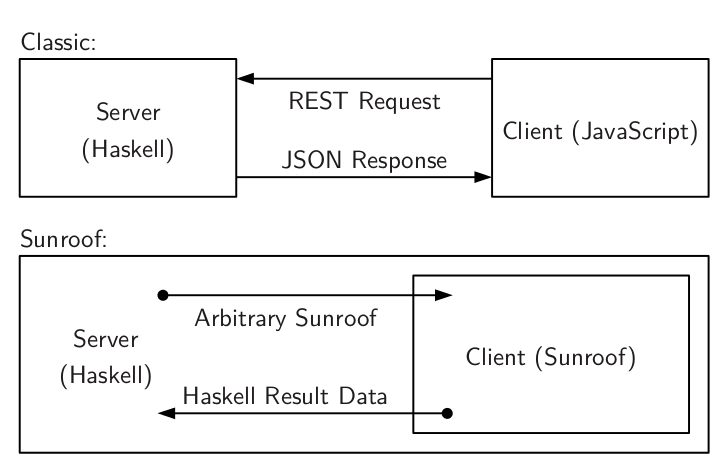 Classic:
Server
(Haskell)
REST Request
JSON Response
Client (JavaScript)
Sunroof:
Server
(Haskell)
Arbitrary Sunroof
Haskell Result Data
Client (Sunroof)